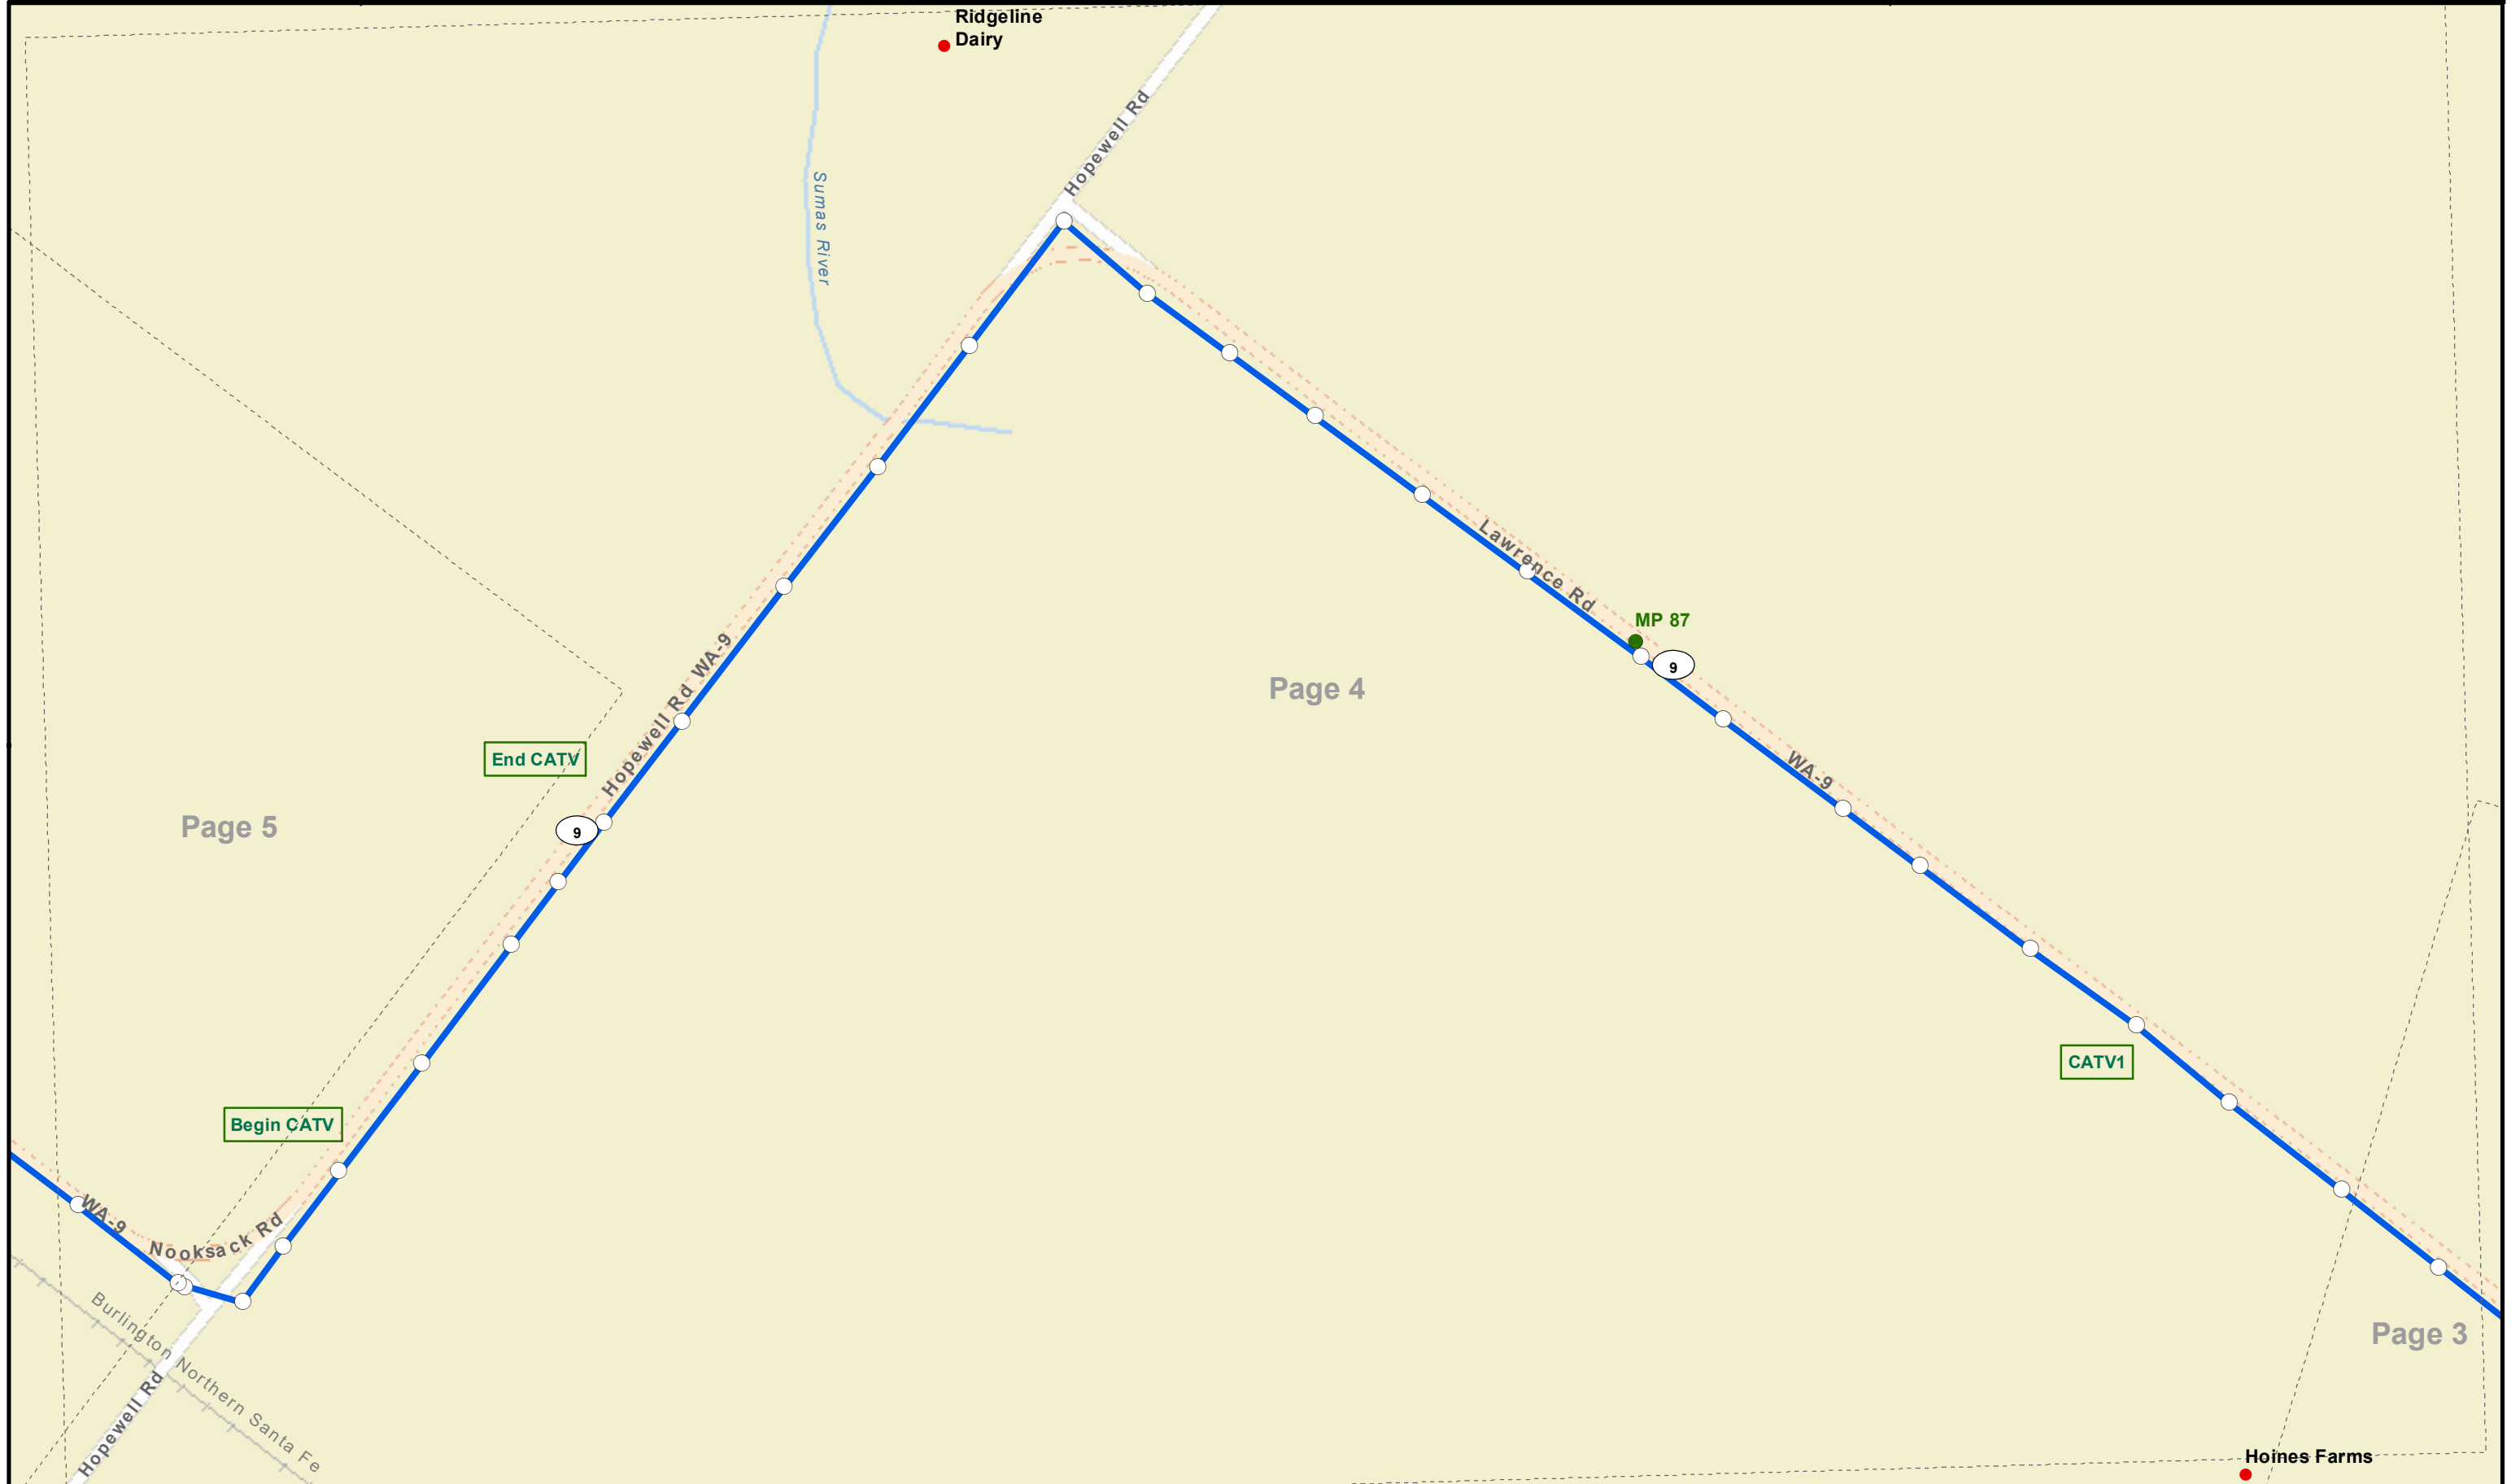 Ridgeline
Dairy
Hopewell Rd
Sumas River
Lawrence Rd
MP 87
9
Hopewell Rd WA-9
Page 4
End CATV
WA-9
9
Page 5
CATV1
Begin CATV
WA-9
Nooksack Rd
Burlington Northern Santa Fe
Page 3
Hopewell Rd
Hoines Farms